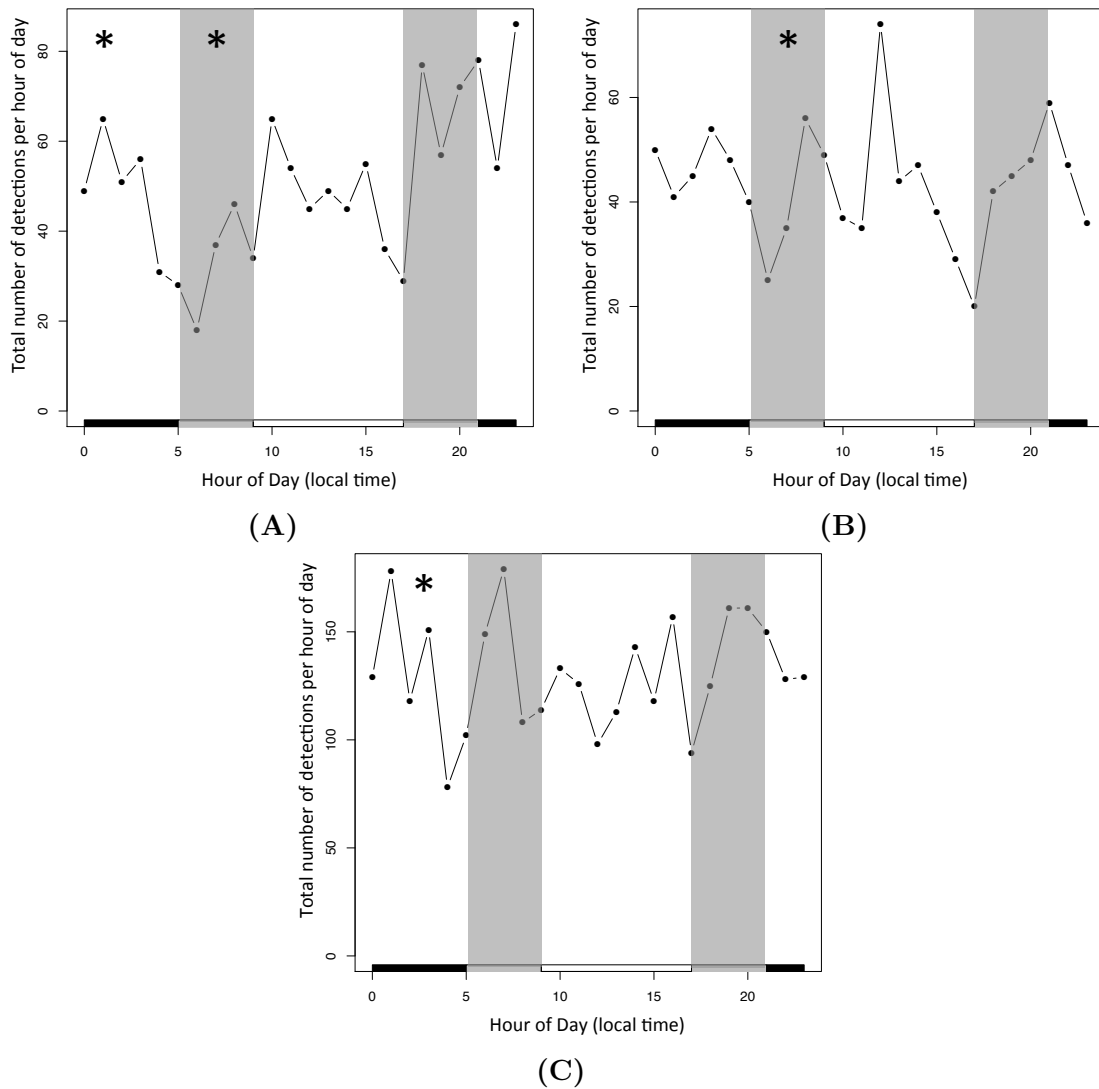 Total number of detections per hour of day
0 20 40 60 80
* *
0 5 10 15 20
Hour of Day (local time)
(A)
Total number of detections per hour of day
0 20 40 60
*
0 5 10 15 20
Hour of Day (local time)
(B)
Total number of detections per hour of day
0 50 100 150
*
0 5 10 15 20
Hour of Day (local time)
(C)